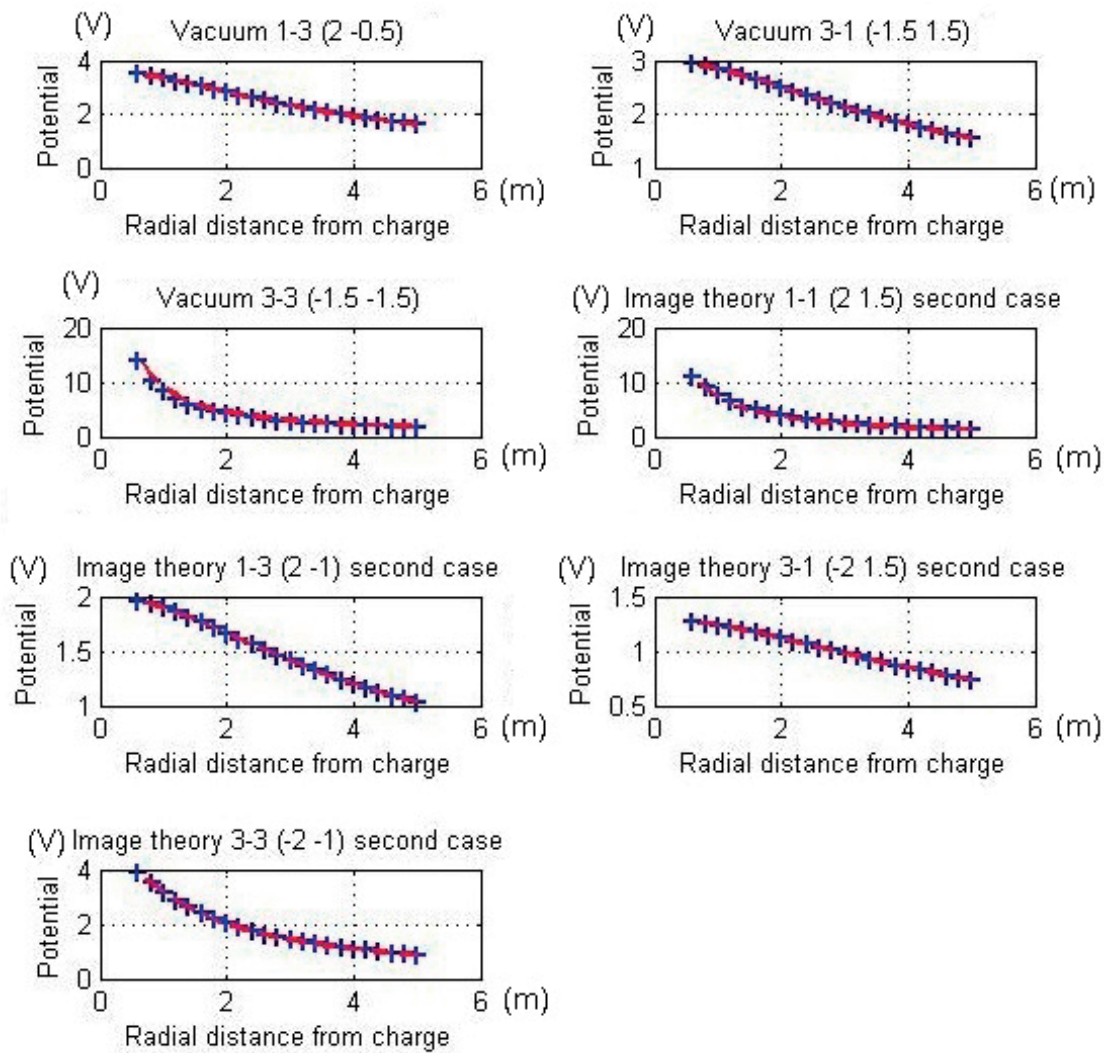 (V) Vacuum 1-3 (2 -0.5)
Potential
4
2
0
0 2 4 6 (m)
Radial distance from charge
(V) Vacuum 3-1 (-1.5 1.5)
Potential
3
2
1
0 2 4 6 (m)
Radial distance from charge
(V) Vacuum 3-3 (-1.5 -1.5)
Potential
20
10
0
0 2 4 6 (m)
Radial distance from charge
(V) Image theory 1-1 (2 1.5) second case
Potential
20
10
0
0 2 4 6 (m)
Radial distance from charge
(V) Image theory 1-3 (2 -1) second case
Potential
2
1.5
1
0 2 4 6 (m)
Radial distance from charge
(V) Image theory 3-1 (-2 1.5) second case
Potential
1.5
1
0.5
0 2 4 6 (m)
Radial distance from charge
(V) Image theory 3-3 (-2 -1) second case
Potential
4
2
0
0 2 4 6 (m)
Radial distance from charge